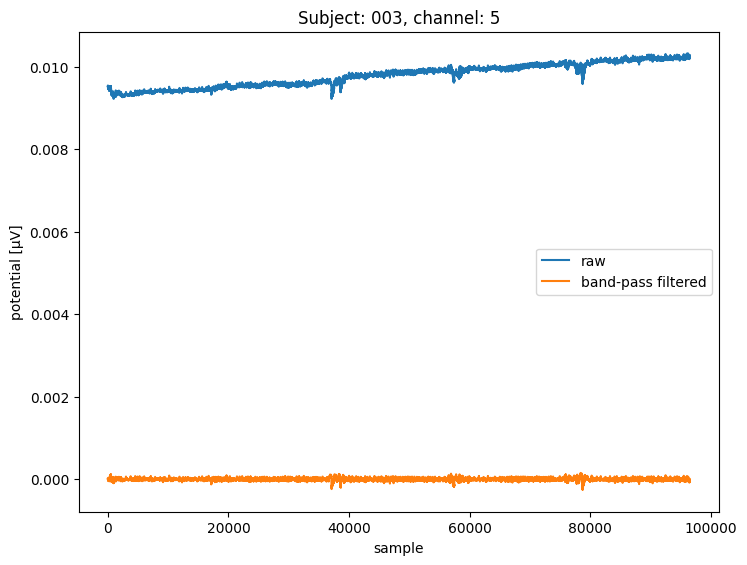 Subject: 003, channel: 5
0.010
0.008
0.006
0.004
0.002
0.000
potential [µV]
raw
band-pass filtered
0
20000
40000
60000
80000
100000
sample